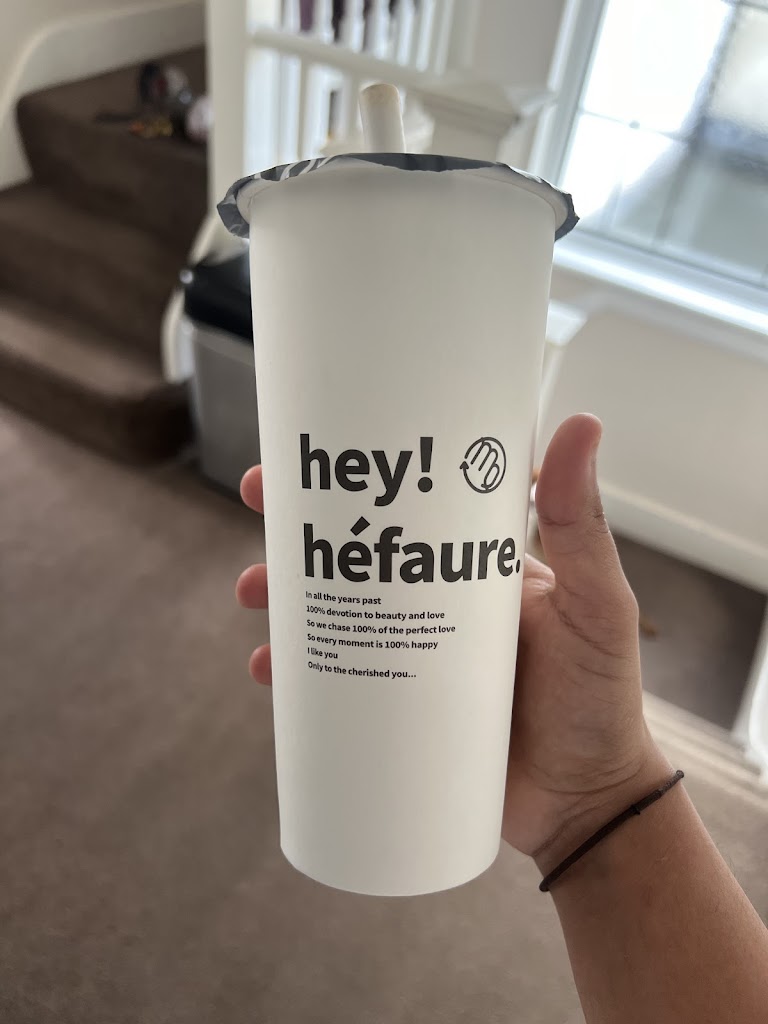 hey!
héfaure.
In all the years past
100% devotion to beauty and love
So we chase 100% of the perfect love
So every moment is 100% happy
I like you
Only to the cherished you...